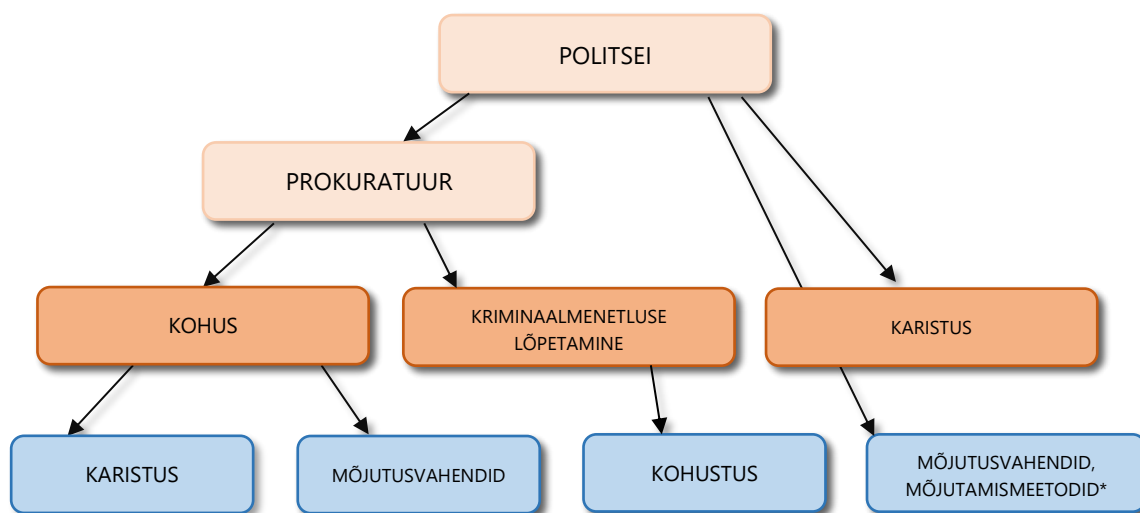 POLITSEI
PROKURATUUR
KOHUS
KRIMINAALMENETLUSE
LÕPETAMINE
KARISTUS
KARISTUS
MÕJUTUSVAHENDID
KOHUSTUS
MÕJUTUSVAHENDID,
MÕJUTAMISMEETODID*